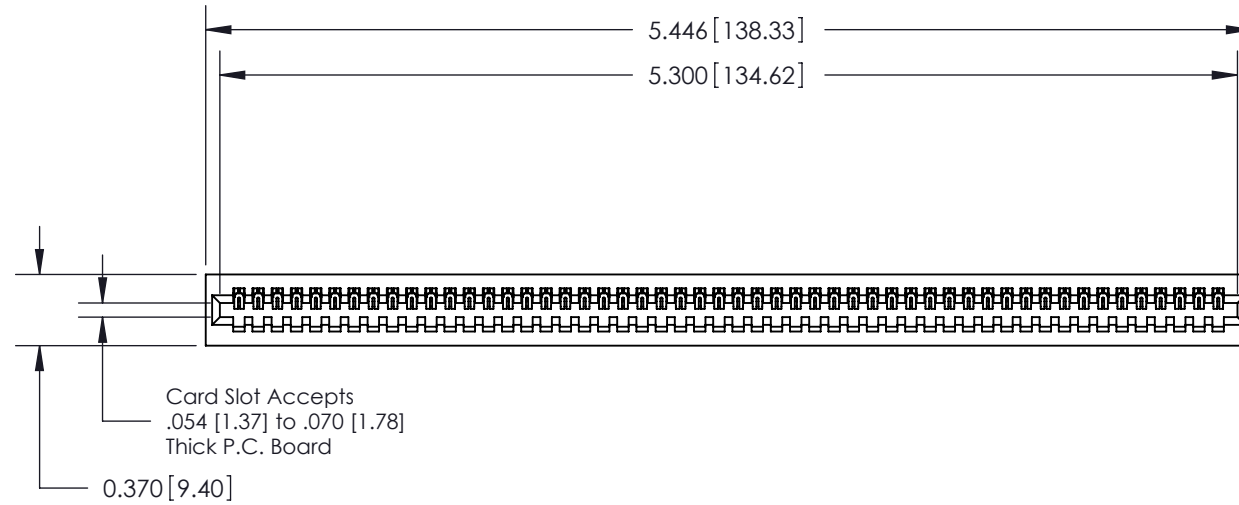 5.446 [138.33]
5.300 [134.62]
Card Slot Accepts
.054 [1.37] to .070 [1.78]
Thick P.C. Board
0.370 [9.40]